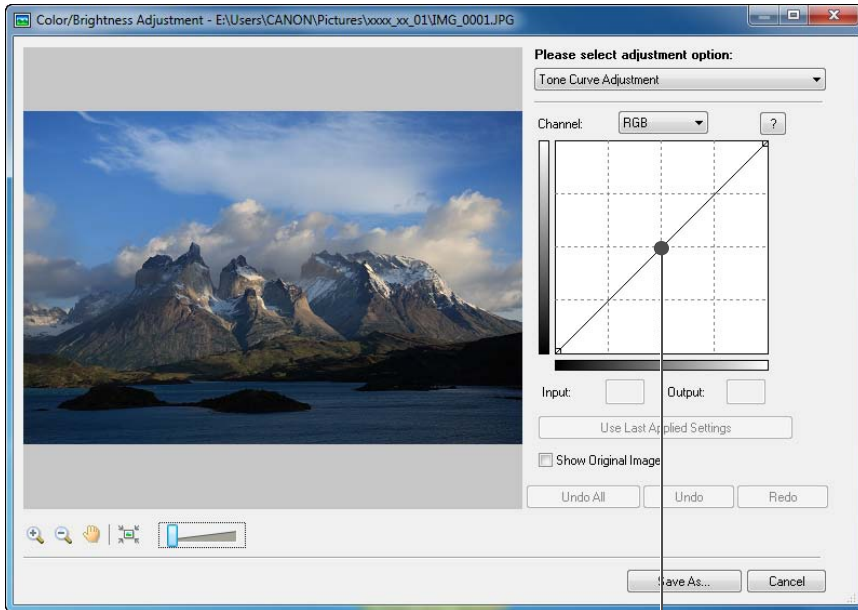 Color/Brightness Adjustment - E:\Users\CANON\Pictures\xxxx_xx_01\IMG_0001.JPG
Please select adjustment option:
Tone Curve Adjustment
Channel: RGB ?
Input: Output:
Use Last Applied Settings
Show Original Image
Undo All Undo Redo
Save As... Cancel